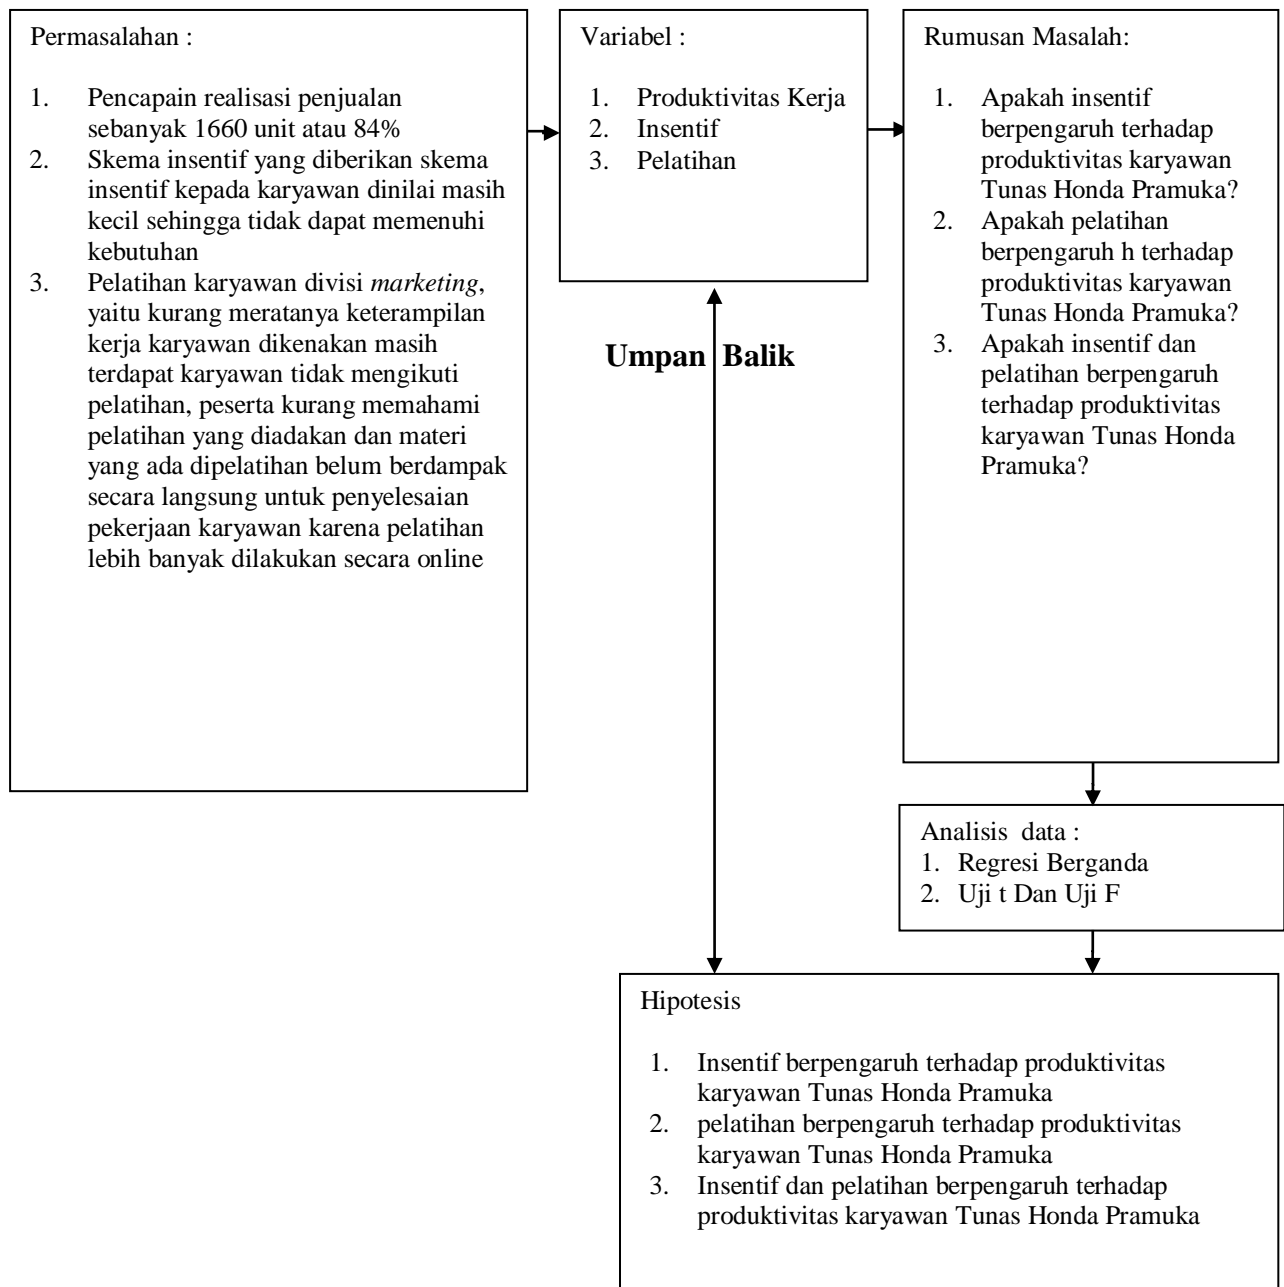 Permasalahan :
1. Pencapain realisasi penjualan
sebanyak 1660 unit atau 84%
2. Skema insentif yang diberikan skema
insentif kepada karyawan dinilai masih
kecil sehingga tidak dapat memenuhi
kebutuhan
3. Pelatihan karyawan divisi marketing,
yaitu kurang meratanya keterampilan
kerja karyawan dikenakan masih
terdapat karyawan tidak mengikuti
pelatihan, peserta kurang memahami
pelatihan yang diadakan dan materi
yang ada dipelatihan belum berdampak
secara langsung untuk penyelesaian
pekerjaan karyawan karena pelatihan
lebih banyak dilakukan secara online
Variabel :
1. Produktivitas Kerja
2. Insentif
3. Pelatihan
Umpan Balik
Rumusan Masalah:
1. Apakah insentif
berpengaruh terhadap
produktivitas karyawan
Tunas Honda Pramuka?
2. Apakah pelatihan
berpengaruh h terhadap
produktivitas karyawan
Tunas Honda Pramuka?
3. Apakah insentif dan
pelatihan berpengaruh
terhadap produktivitas
karyawan Tunas Honda
Pramuka?
Analisis data :
1. Regresi Berganda
2. Uji t Dan Uji F
Hipotesis
1. Insentif berpengaruh terhadap produktivitas
karyawan Tunas Honda Pramuka
2. pelatihan berpengaruh terhadap produktivitas
karyawan Tunas Honda Pramuka
3. Insentif dan pelatihan berpengaruh terhadap
produktivitas karyawan Tunas Honda Pramuka